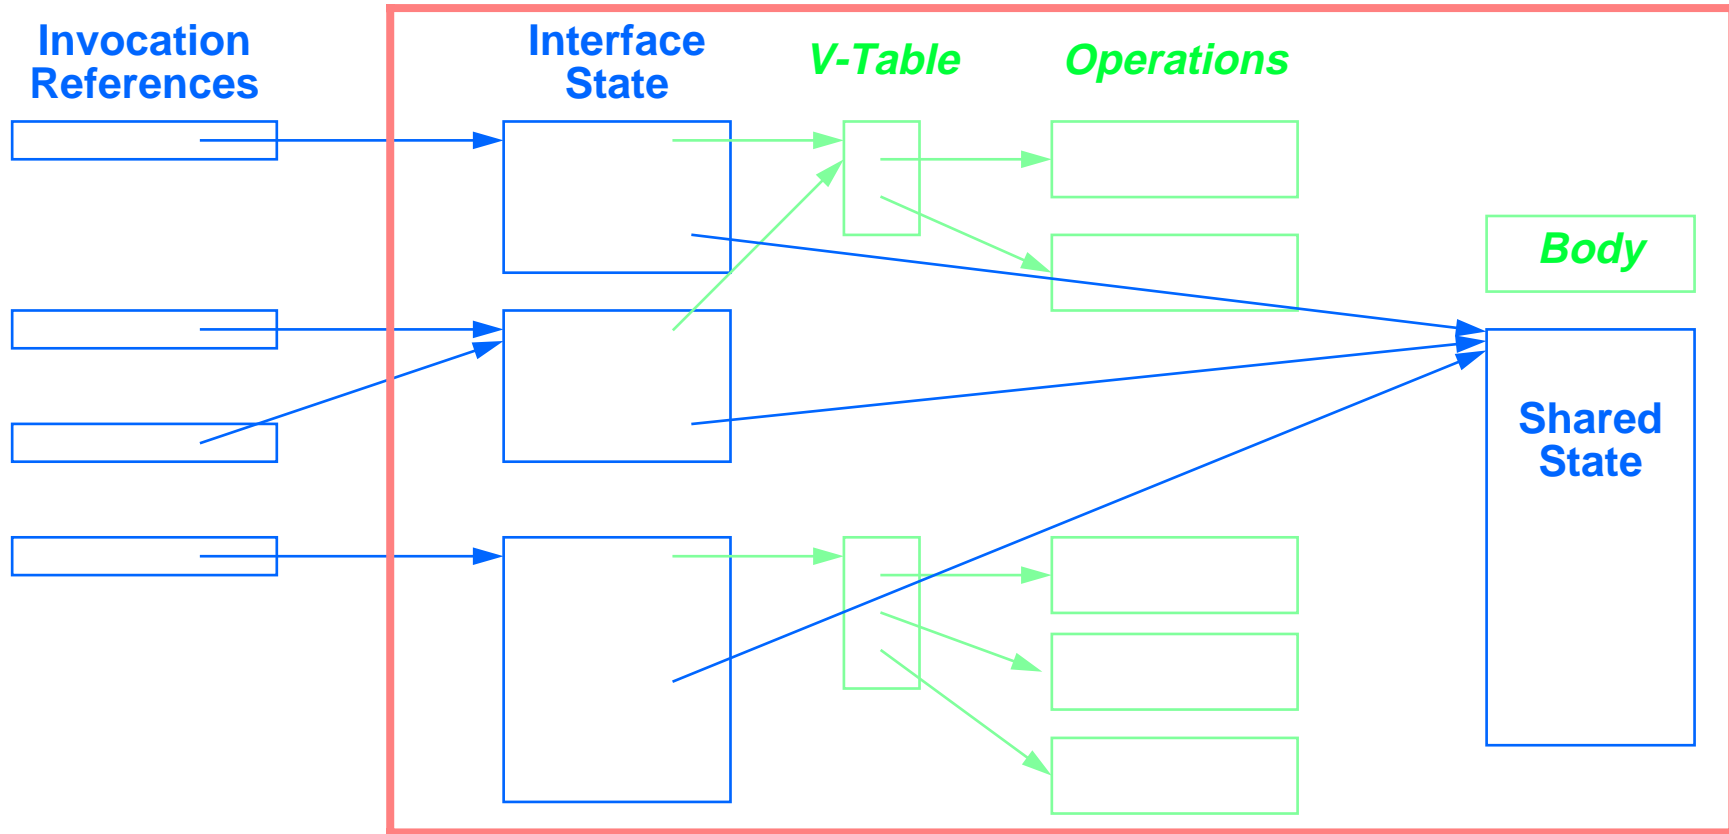 Invocation
References
Interface
State
V-Table
Operations
Body
Shared
State